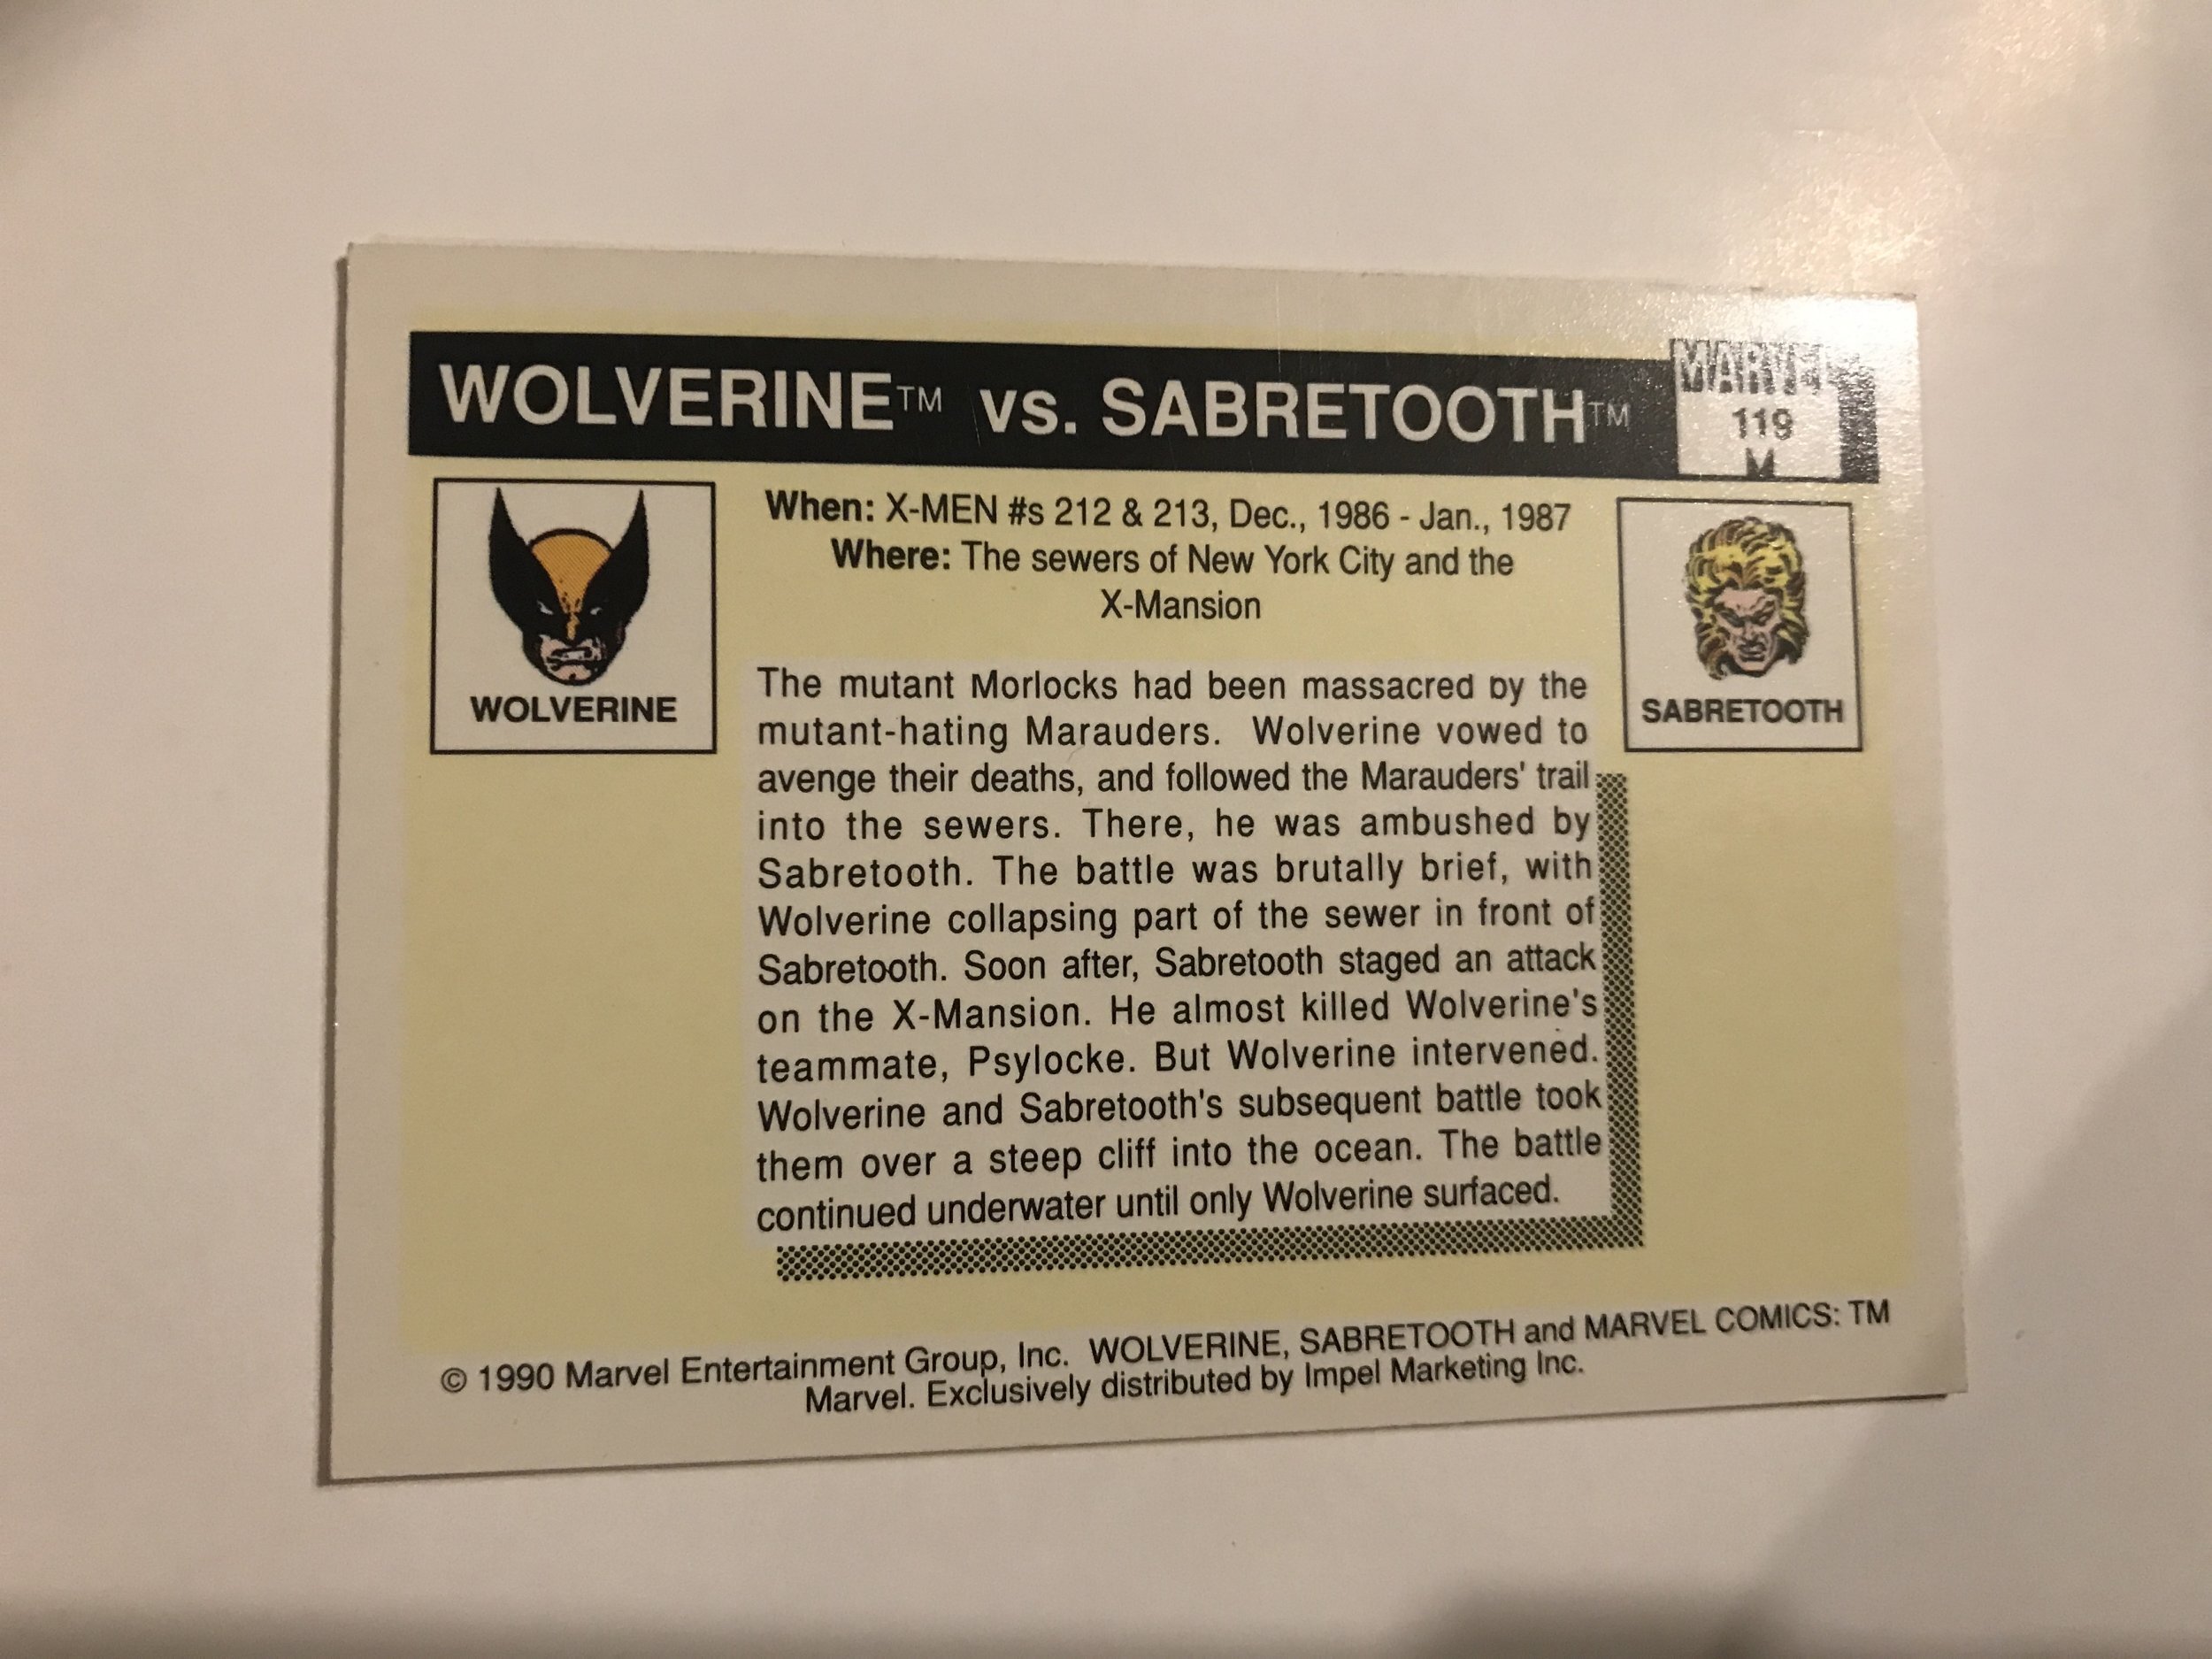 WOLVERINE™ vs. SABRETOOTH™
MARVEL
119
M
WOLVERINE
When: X-MEN #s 212 & 213, Dec., 1986 - Jan., 1987
Where: The sewers of New York City and the
X-Mansion
SABRETOOTH
The mutant Morlocks had been massacred by the
mutant-hating Marauders. Wolverine vowed to
avenge their deaths, and followed the Marauders' trail
into the sewers. There, he was ambushed by
Sabretooth. The battle was brutally brief, with
Wolverine collapsing part of the sewer in front of
Sabretooth. Soon after, Sabretooth staged an attack
on the X-Mansion. He almost killed Wolverine's
teammate, Psylocke. But Wolverine intervened.
Wolverine and Sabretooth's subsequent battle took
them over a steep cliff into the ocean. The battle
continued underwater until only Wolverine surfaced.
© 1990 Marvel Entertainment Group, Inc. WOLVERINE, SABRETOOTH and MARVEL COMICS: TM
Marvel. Exclusively distributed by Impel Marketing Inc.